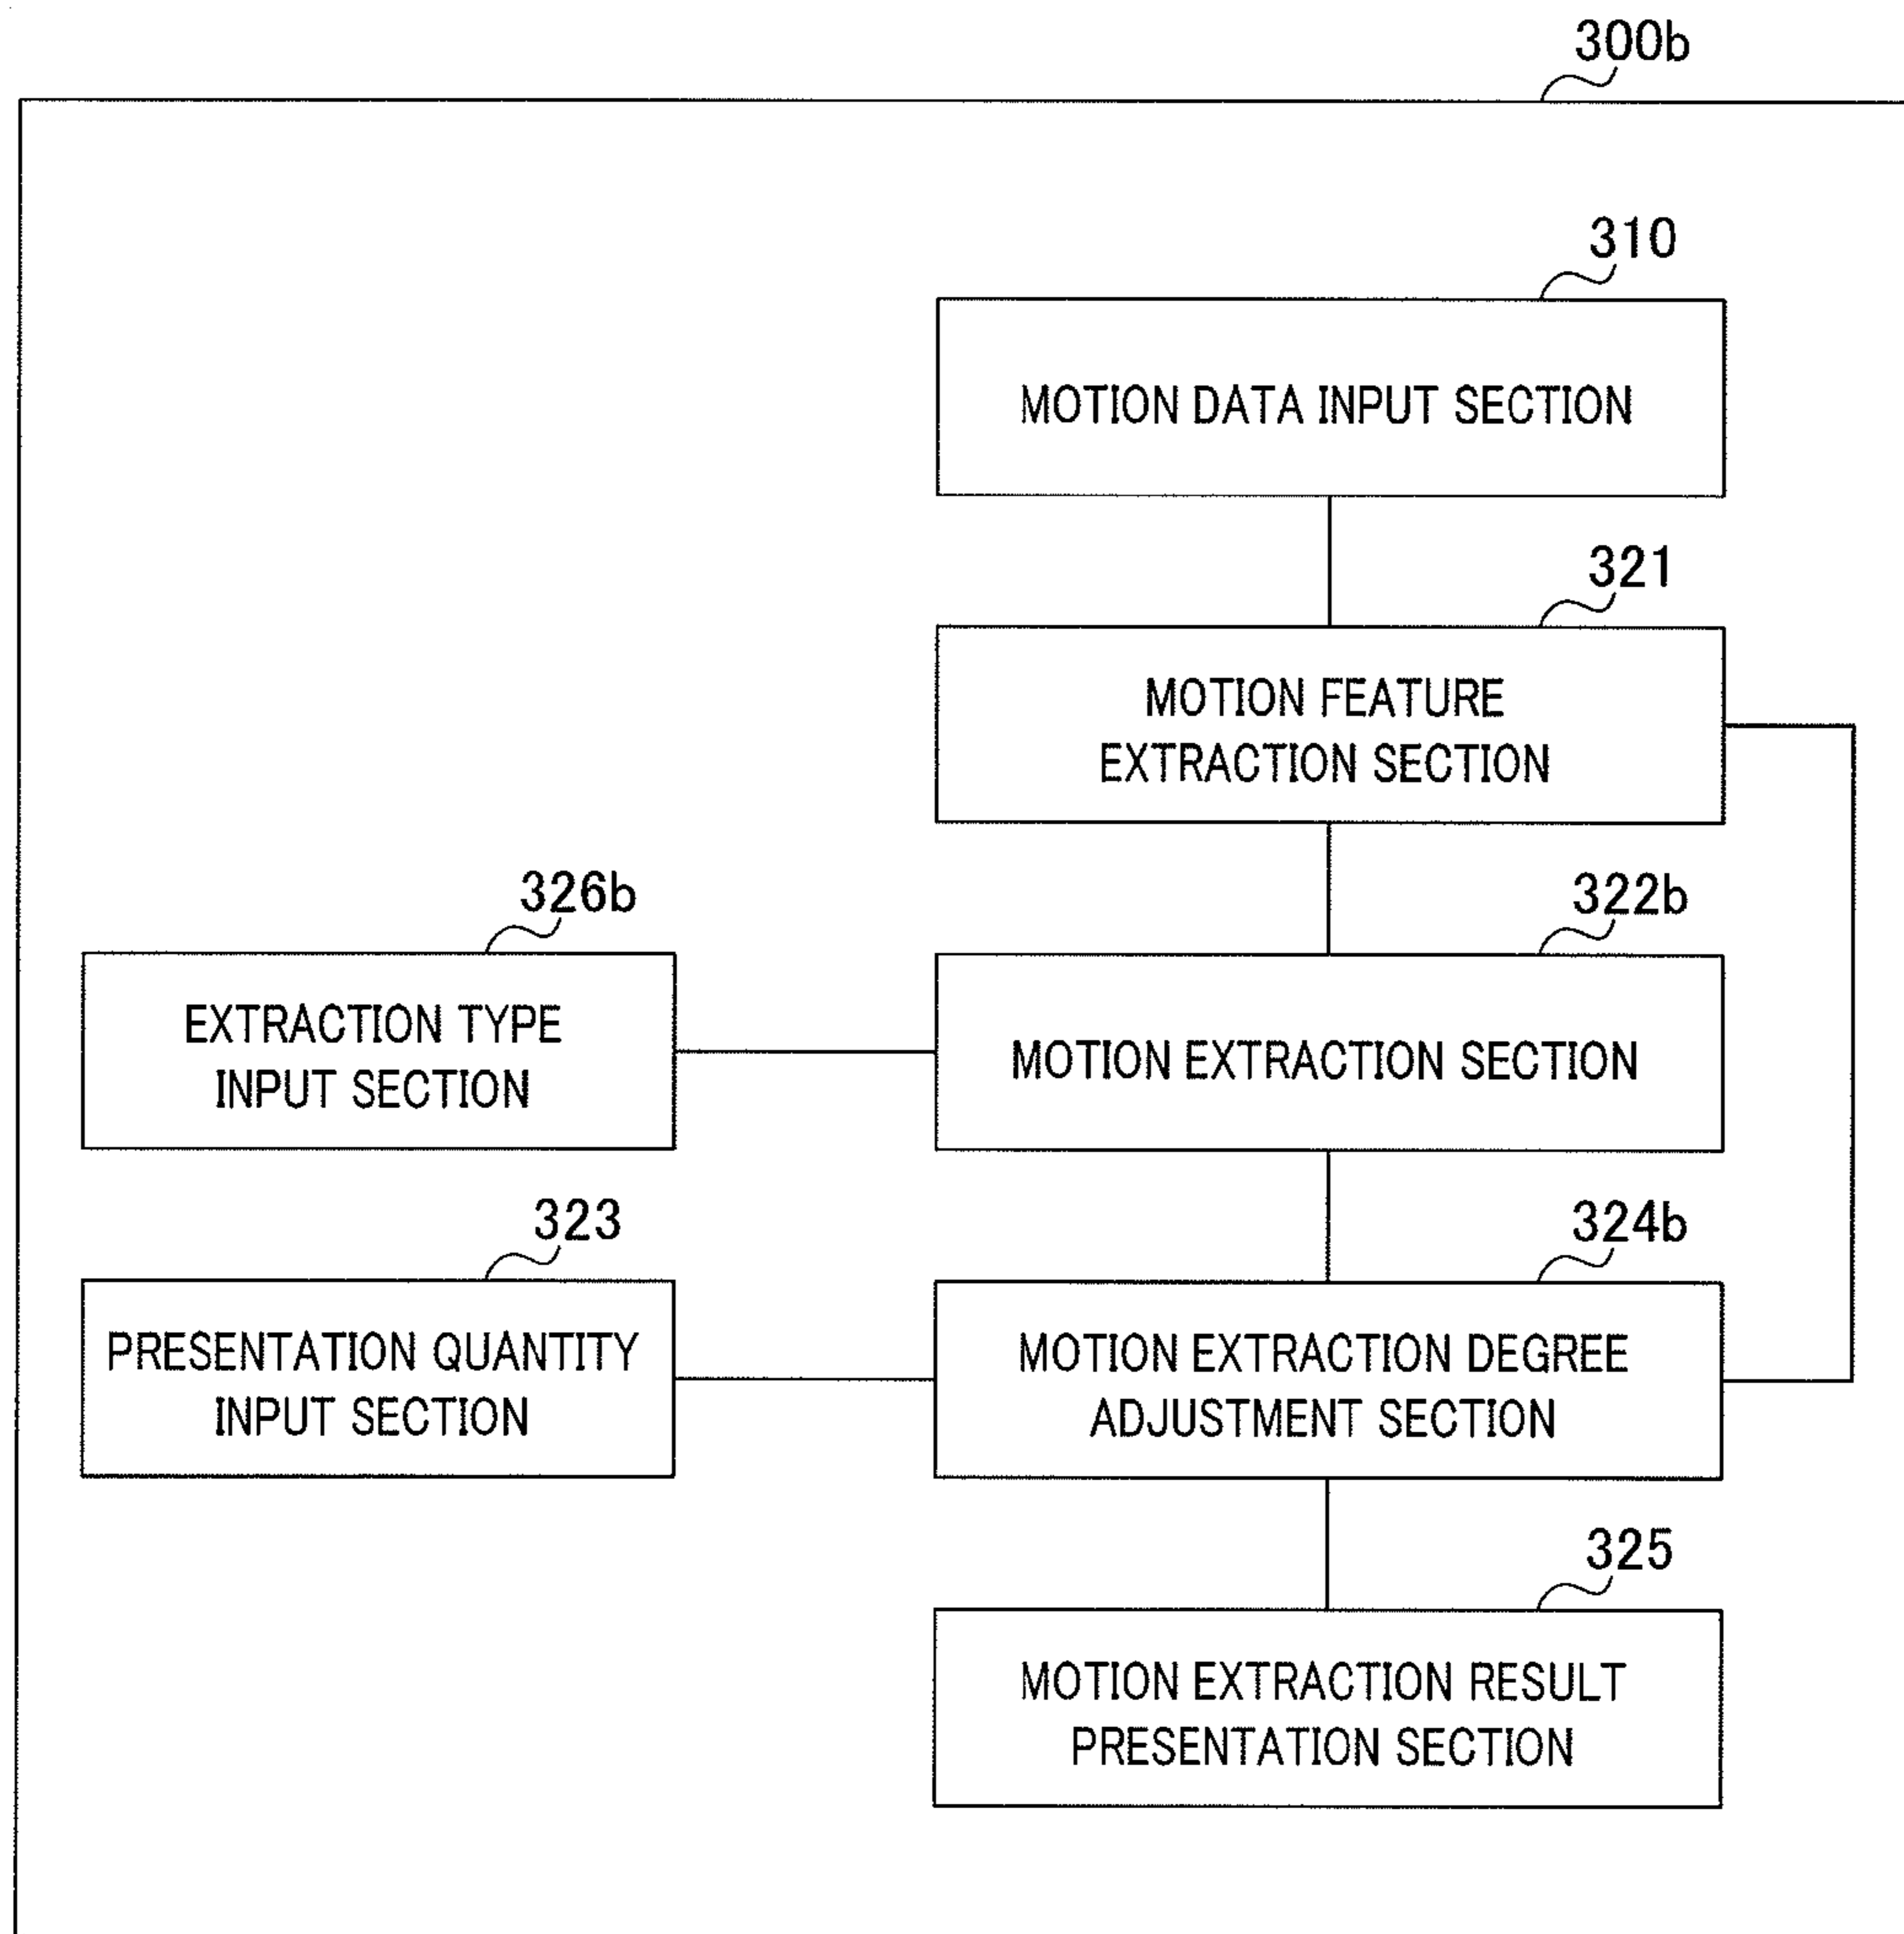 300b
310
MOTION DATA INPUT SECTION
321
MOTION FEATURE
EXTRACTION SECTION
326b
322b
EXTRACTION TYPE
INPUT SECTION
MOTION EXTRACTION SECTION
323
324b
PRESENTATION QUANTITY
INPUT SECTION
MOTION EXTRACTION DEGREE
ADJUSTMENT SECTION
325
MOTION EXTRACTION RESULT
PRESENTATION SECTION